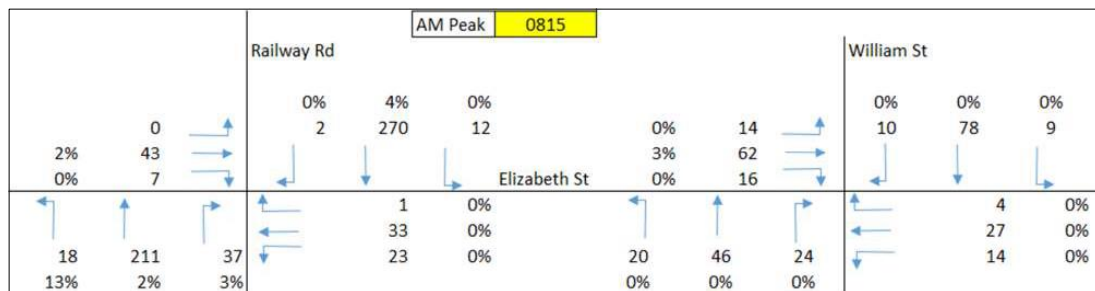 AM Peak 0815
Railway Rd William St
0% 4% 0% 0% 0% 0%
0 2 270 12 0% 14 10 78 9
2% 43 3% 62
0% 7 Elizabeth St 0% 16
1 0% 4 0%
33 0% 27 0%
18 211 37 23 0% 20 46 24 14 0%
13% 2% 3% 0% 0% 0%